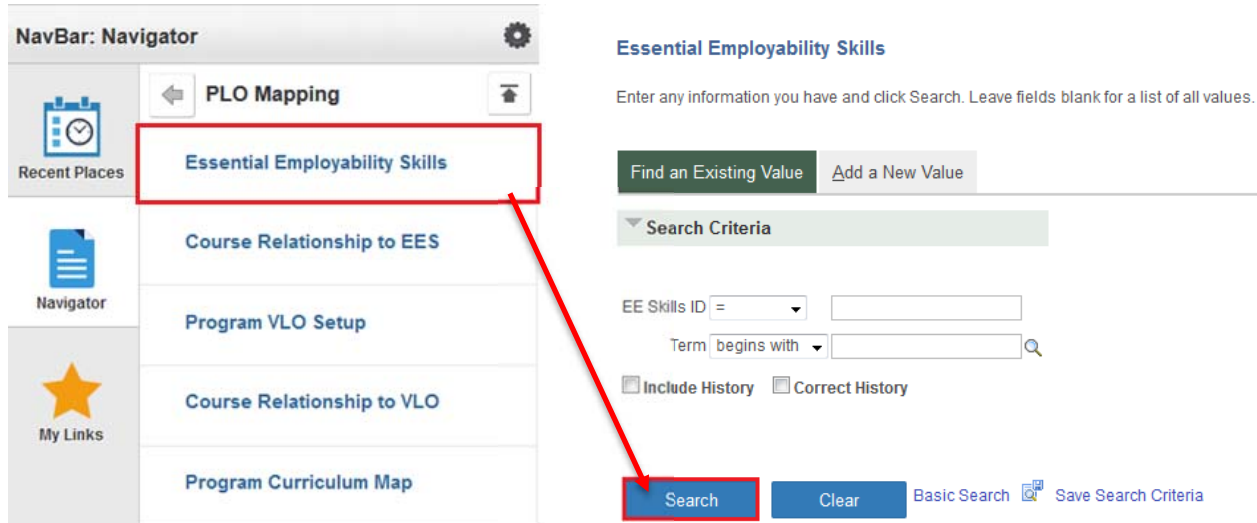 NavBar: Navigator
Recent Places
Navigator
My Links
PLO Mapping
Essential Employability Skills
Course Relationship to EES
Program VLO Setup
Course Relationship to VLO
Program Curriculum Map
Essential Employability Skills
Enter any information you have and click Search. Leave fields blank for a list of all values.
Find an Existing Value Add a New Value
Search Criteria
EE Skills ID =
Term begins with
Include History Correct History
Search Clear Basic Search Save Search Criteria